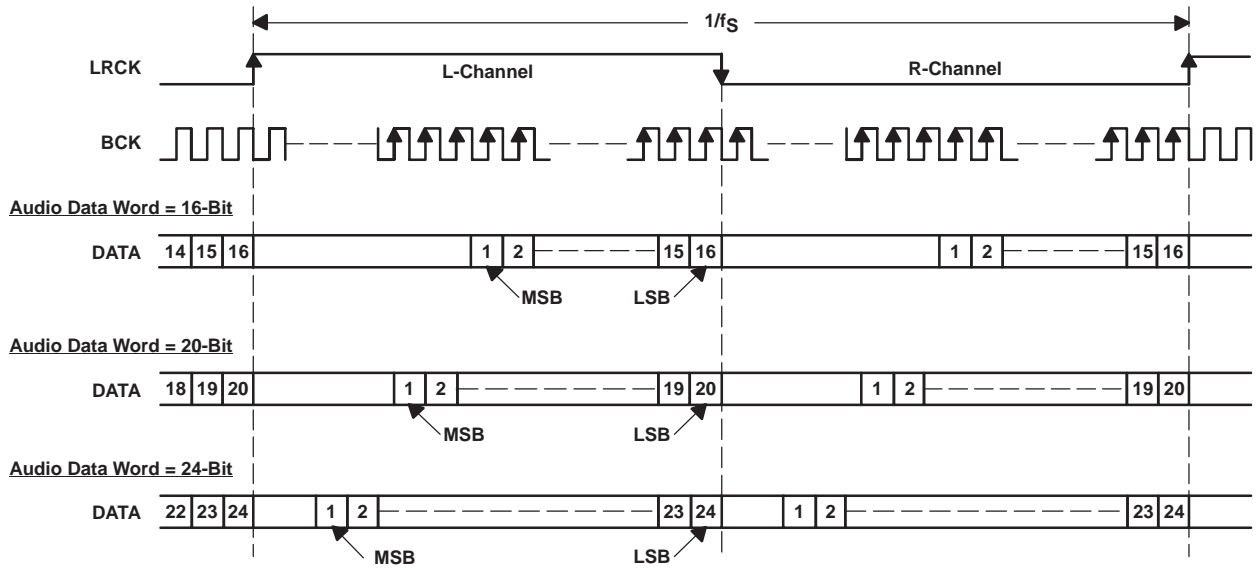 1/fS
LRCK
L-Channel
R-Channel
BCK
Audio Data Word = 16-Bit
DATA 14 15 16 1 2 15 16 1 2 15 16
MSB LSB
Audio Data Word = 20-Bit
DATA 18 19 20 1 2 19 20 1 2 19 20
MSB LSB
Audio Data Word = 24-Bit
DATA 22 23 24 1 2 23 24 1 2 23 24
MSB LSB